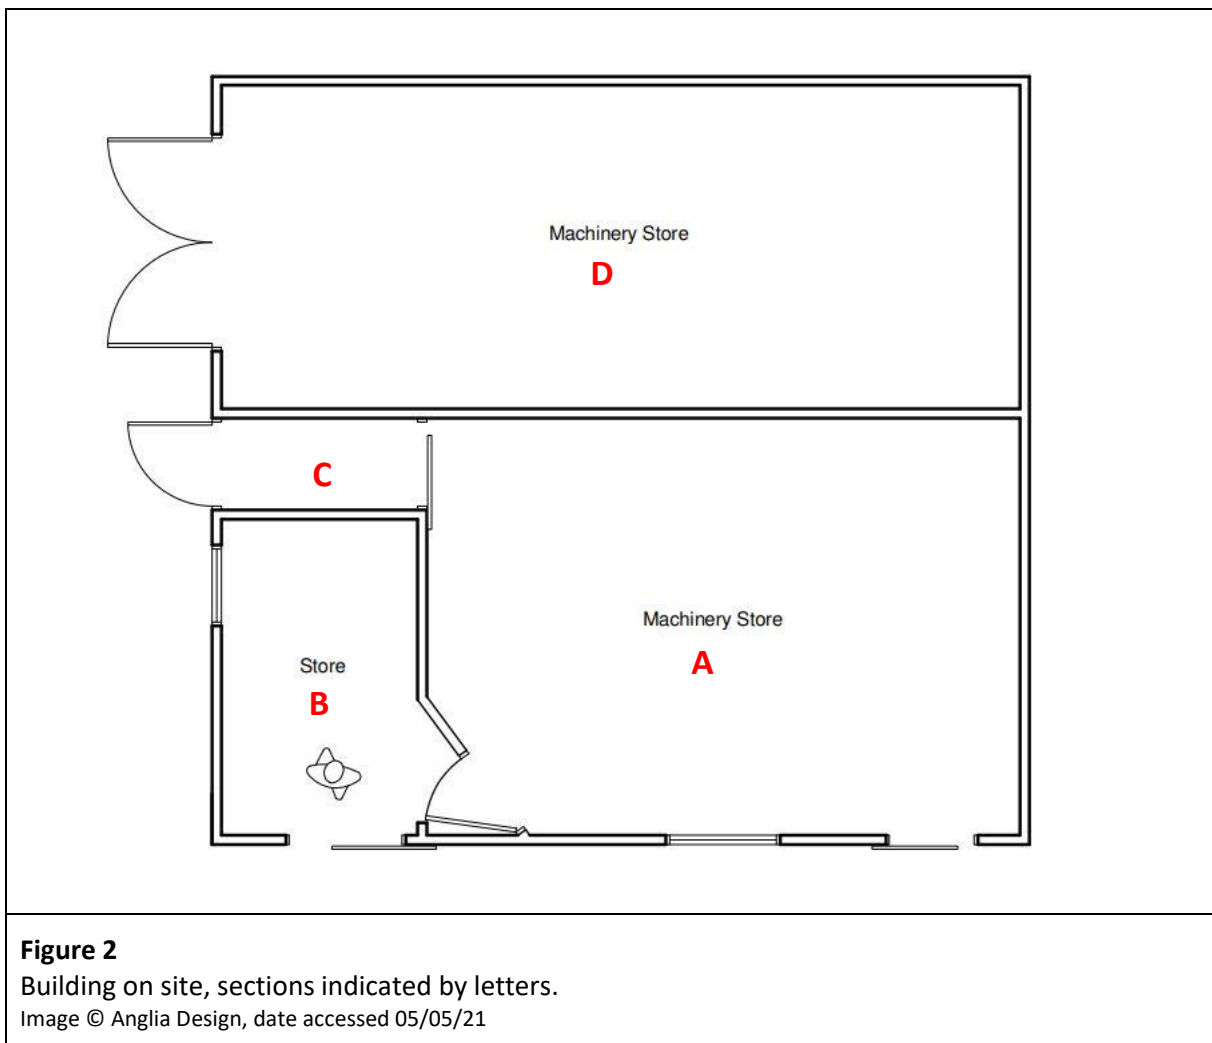 Machinery Store
D
C
Machinery Store
A
Store
B
Figure 2
Building on site, sections indicated by letters.
Image © Anglia Design, date accessed 05/05/21